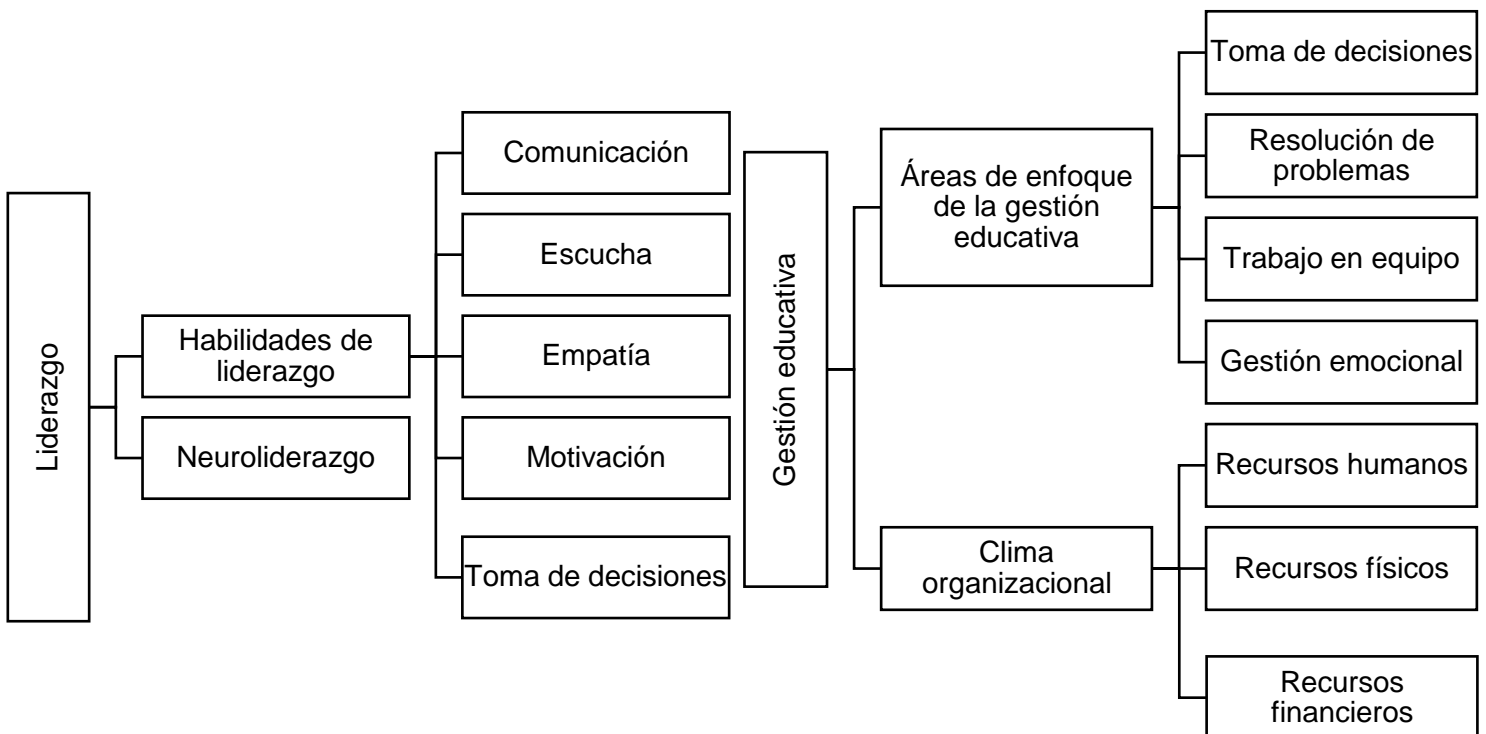 Liderazgo
Habilidades de
liderazgo
Neuroliderazgo
Comunicación
Escucha
Empatía
Motivación
Toma de decisiones
Gestión educativa
Áreas de enfoque
de la gestión
educativa
Clima
organizacional
Toma de decisiones
Resolución de
problemas
Trabajo en equipo
Gestión emocional
Recursos humanos
Recursos físicos
Recursos
financieros